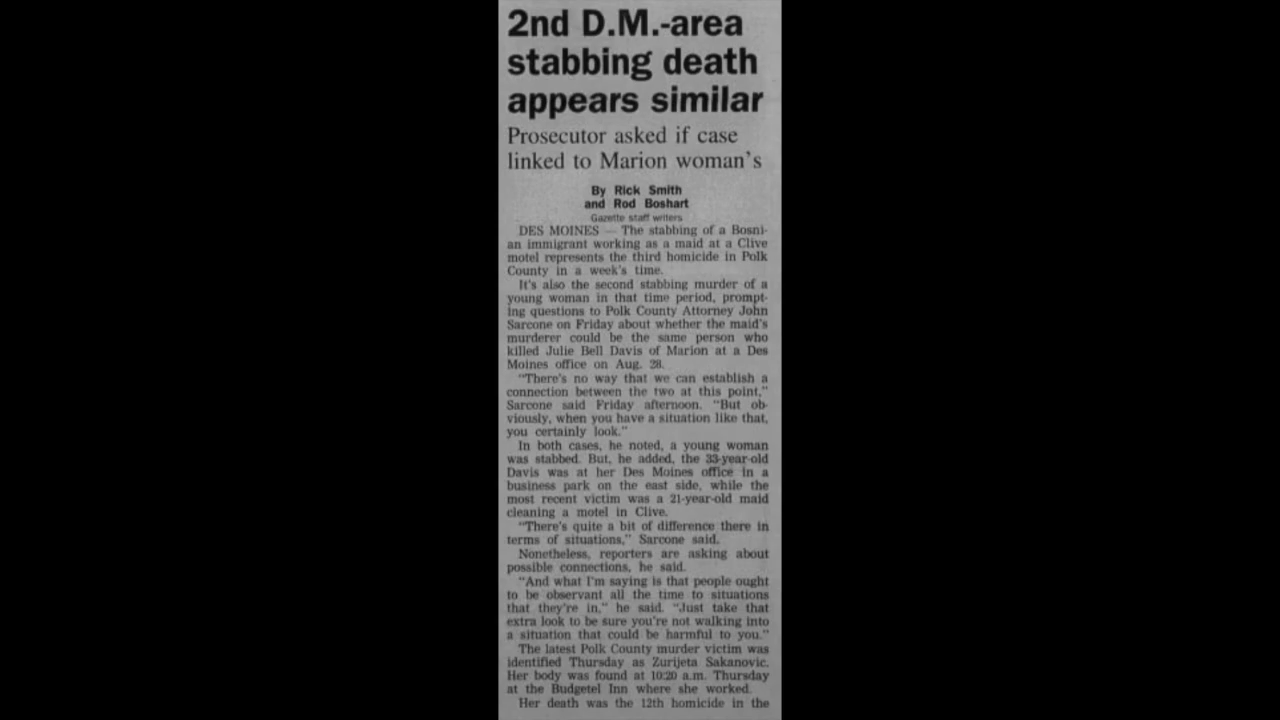 2nd D.M.-area
stabbing death
appears similar
Prosecutor asked if case
linked to Marion woman's
By Rick Smith
and Rod Boshart
Gazette staff writers
DES MOINES — The stabbing of a Bosni-
an immigrant working as a maid at a Clive
motel represents the third homicide in Polk
County in a week's time.
It's also the second stabbing murder of a
young woman in that time period, prompt-
ing questions to Polk County Attorney John
Sarcone on Friday about whether the maid's
murderer could be the same person who
killed Julie Bell Davis of Marion at a Des
Moines office on Aug. 28.
"There's no way that we can establish a
connection between the two at this point,"
Sarcone said Friday afternoon. "But ob-
viously, when you have a situation like that,
you certainly look."
In both cases, he noted, a young woman
was stabbed. But, he added, the 33-year-old
Davis was at her Des Moines office in a
business park on the east side, while the
most recent victim was a 21-year-old maid
cleaning a motel in Clive.
"There's quite a bit of difference there in
terms of situations," Sarcone said.
Nonetheless, reporters are asking about
possible connections, he said.
"And what I'm saying is that people ought
to be observant all the time to situations
that they're in," he said. "Just take that
extra look to be sure you're not walking into
a situation that could be harmful to you."
The latest Polk County murder victim was
identified Thursday as Zurijeta Sakanovic.
Her body was found at 10:20 a.m. Thursday
at the Budgetel Inn where she worked.
Her death was the 12th homicide in the